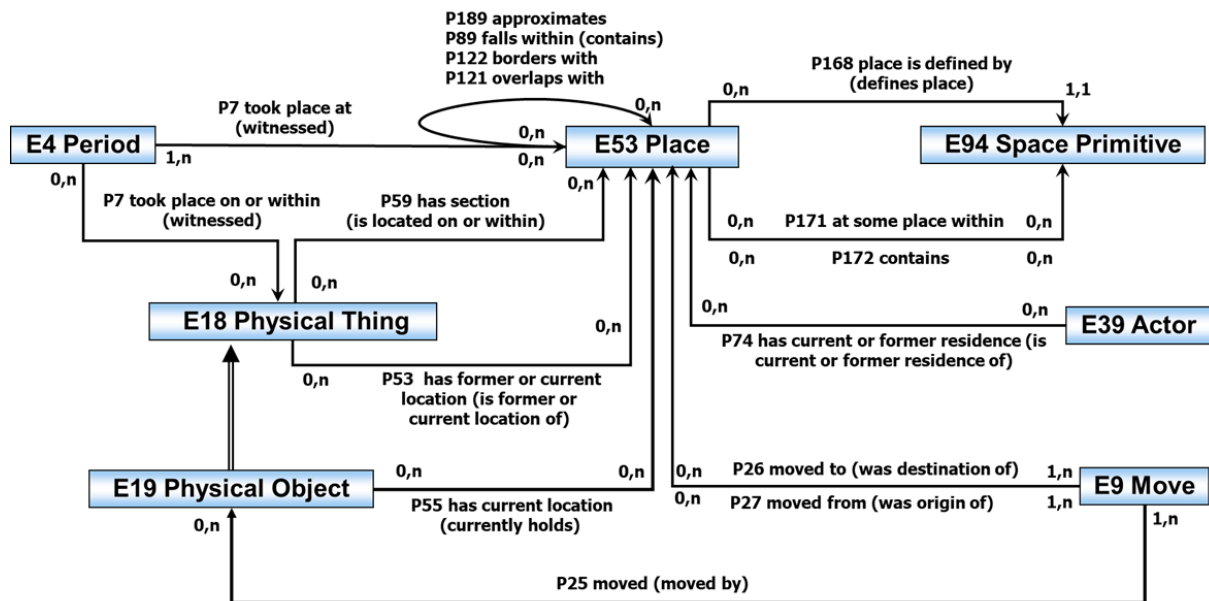 P189 approximates
P89 falls within (contains)
P122 borders with
P121 overlaps with
P168 place is defined by
(defines place)
0,n
0,n
1,1
P7 took place at
(witnessed)
0,n
E4 Period
E53 Place
E94 Space Primitive
1,n
0,n
0,n
0,n
P7 took place on or within
(witnessed)
P59 has section
(is located on or within)
0,n
P171 at some place within
0,n
0,n
P172 contains
0,n
0,n
0,n
E18 Physical Thing
0,n
0,n
0,n
E39 Actor
P74 has current or former residence (is
current or former residence of)
0,n
P53 has former or current
location (is former or
current location of)
E19 Physical Object
0,n
0,n
0,n
P26 moved to (was destination of)
1,n
E9 Move
0,n
P27 moved from (was origin of)
1,n
P55 has current location
(currently holds)
0,n
1,n
P25 moved (moved by)